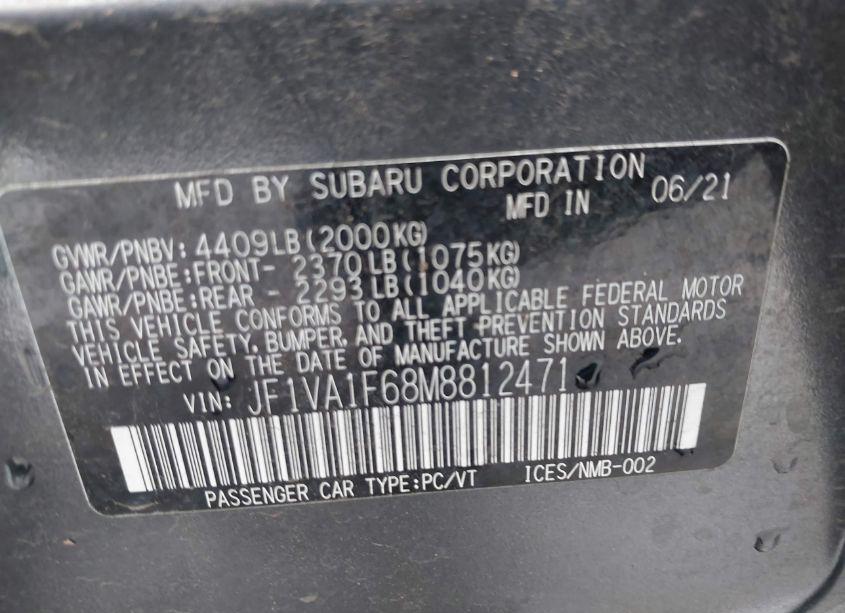 MFD BY SUBARU CORPORATION
MFD IN 06/21
GVWR/PNBV: 4409LB(2000KG)
GAWR/PNBE:FRONT- 2370LB(1075KG)
GAWR/PNBE:REAR - 2293LB(1040KG)
THIS VEHICLE CONFORMS TO ALL APPLICABLE FEDERAL MOTOR
VEHICLE SAFETY, BUMPER, AND THEFT PREVENTION STANDARDS
IN EFFECT ON THE DATE OF MANUFACTURE SHOWN ABOVE.
VIN: JF1VA1F68M8812471
PASSENGER CAR TYPE:PC/VT ICES/NMB-002